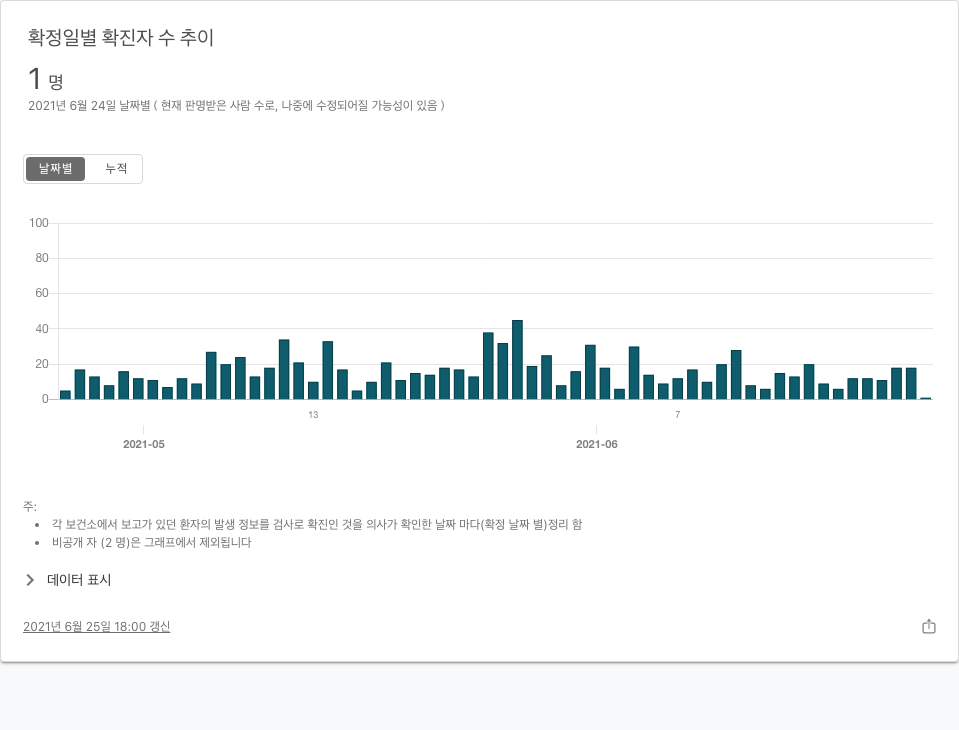 확정일별 확진자 수 추이
1 명
2021년 6월 24일 날짜별 ( 현재 판명받은 사람 수로, 나중에 수정되어질 가능성이 있음 )
날짜별 누적
100
80
60
40
20
0
13 7
2021-05 2021-06
주:
각 보건소에서 보고가 있던 환자의 발생 정보를 검사로 확진인 것을 의사가 확인한 날짜 마다(확정 날짜 별)정리 함
비공개 자 (2 명)은 그래프에서 제외됩니다
데이터 표시
2021년 6월 25일 18:00 갱신